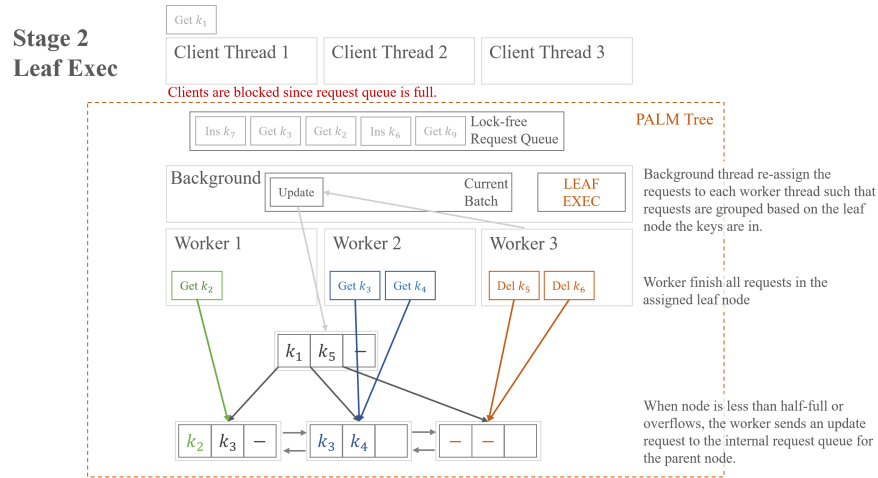 Get k₁
Stage 2
Leaf Exec
Client Thread 1
Client Thread 2
Client Thread 3
Clients are blocked since request queue is full.
PALM Tree
Ins k₇
Get k₃
Get k₂
Ins k₆
Get k₉
Lock-free
Request Queue
Background
Update
Current
Batch
LEAF
EXEC
Background thread re-assign the
requests to each worker thread such that
requests are grouped based on the leaf
node the keys are in.
Worker 1
Worker 2
Worker 3
Get k₂
Get k₃
Get k₄
Del k₅
Del k₆
Worker finish all requests in the
assigned leaf node
k₁
k₅
–
k₂
k₃
–
k₃
k₄
–
–
When node is less than half-full or
overflows, the worker sends an update
request to the internal request queue for
the parent node.